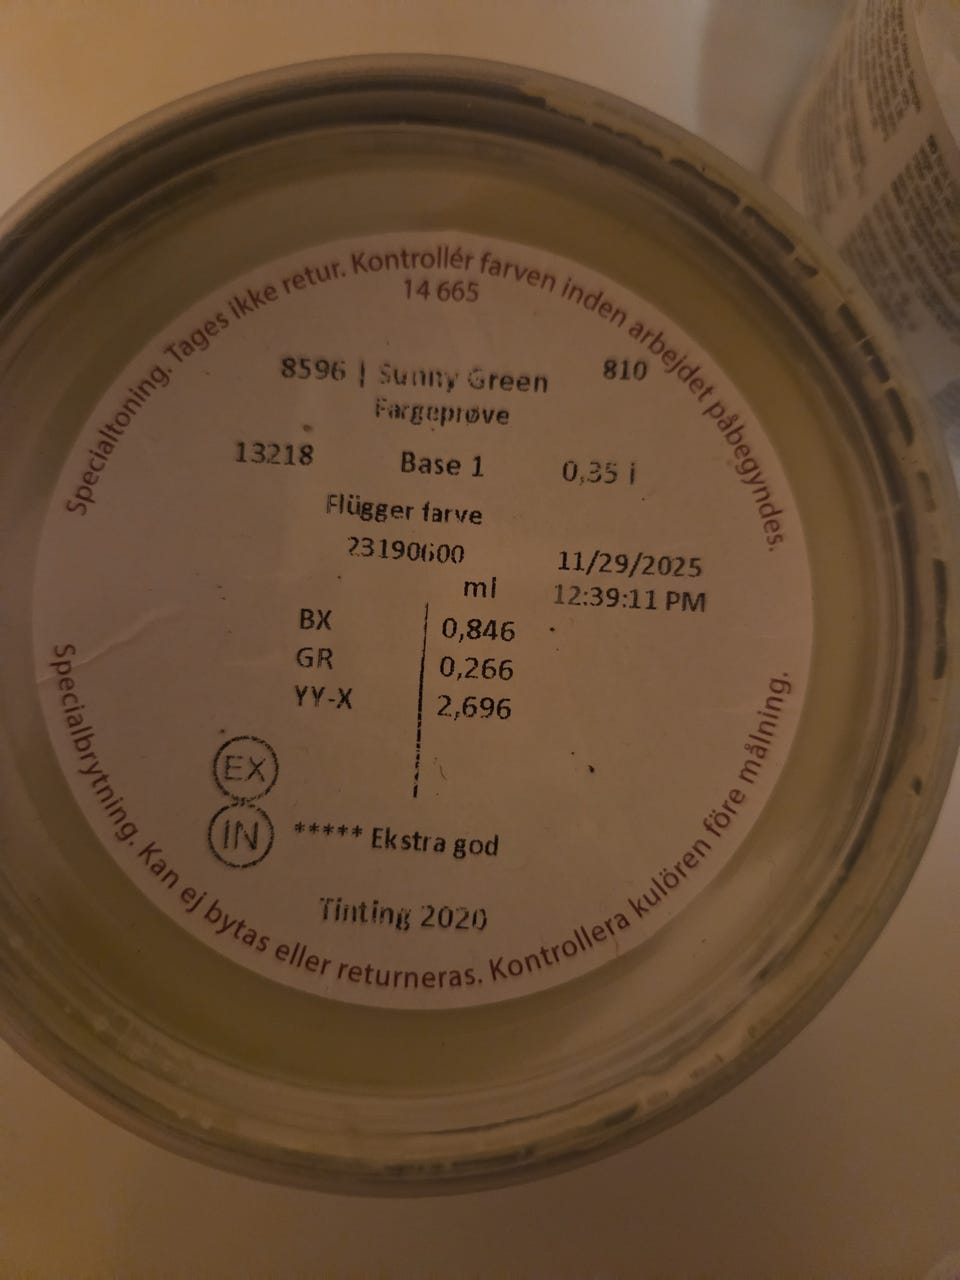 Specialtoning. Tages ikke retur. Kontrollér farven inden arbejdet påbegyndes.
14 665
8596 | Sunny Green 810
Fargeprøve
13218 Base 1 0,35 l
Flügger farve
23190600 11/29/2025
ml 12:39:11 PM
BX 0,846
GR 0,266
YY-X 2,696
EX
IN ***** Ekstra god
Tinting 2020
Specialbrytning. Kan ej bytas eller returneras. Kontrollera kulören före målning.